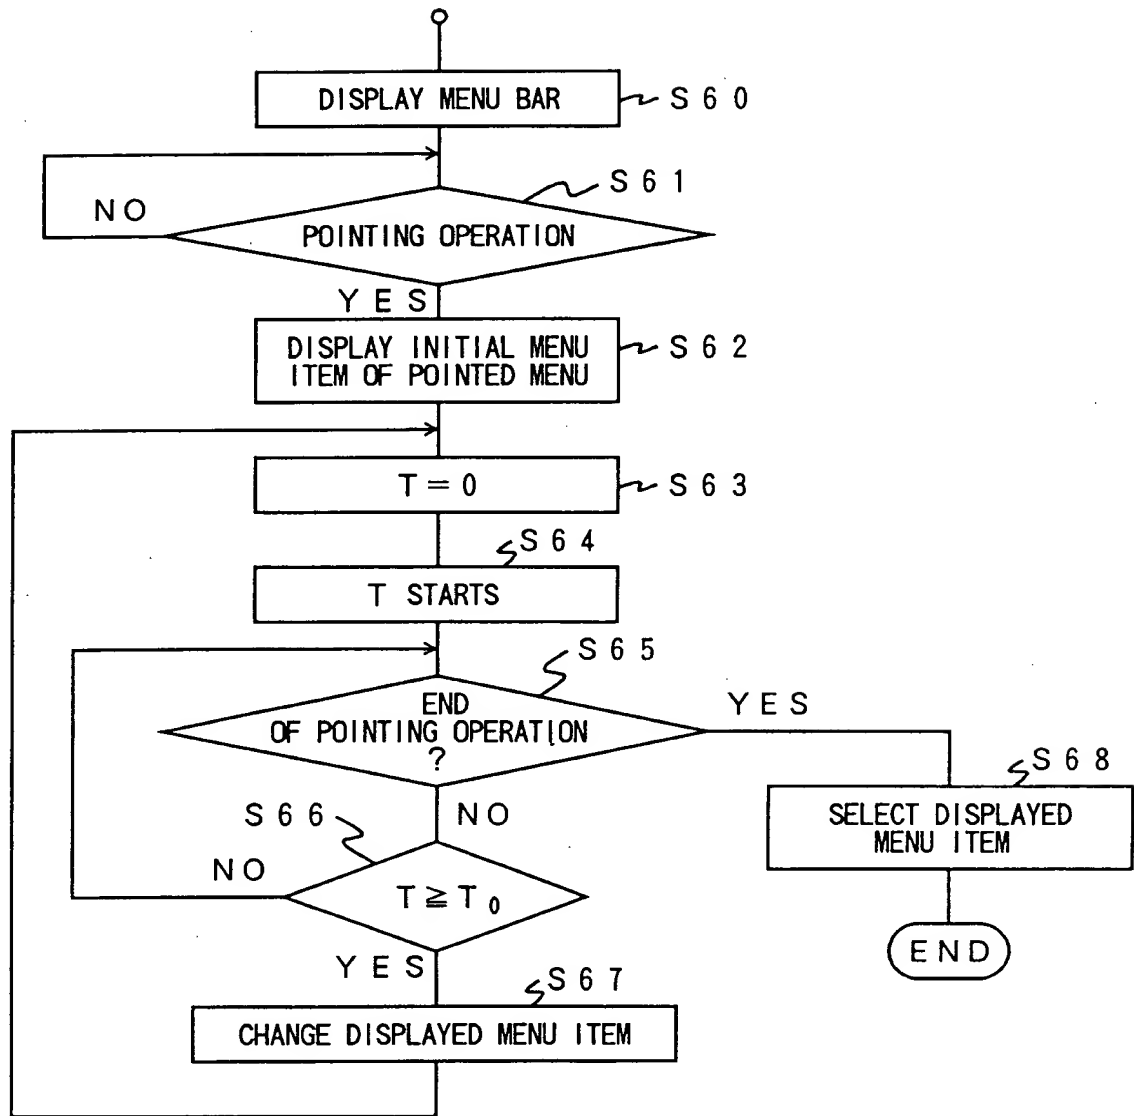 DISPLAY MENU BAR
S60
S61
NO
POINTING OPERATION
YES
DISPLAY INITIAL MENU
ITEM OF POINTED MENU
S62
T=0
S63
S64
T STARTS
S65
END
OF POINTING OPERATION
?
YES
S68
SELECT DISPLAYED
MENU ITEM
END
NO
S66
NO
T≧T₀
YES
S67
CHANGE DISPLAYED MENU ITEM